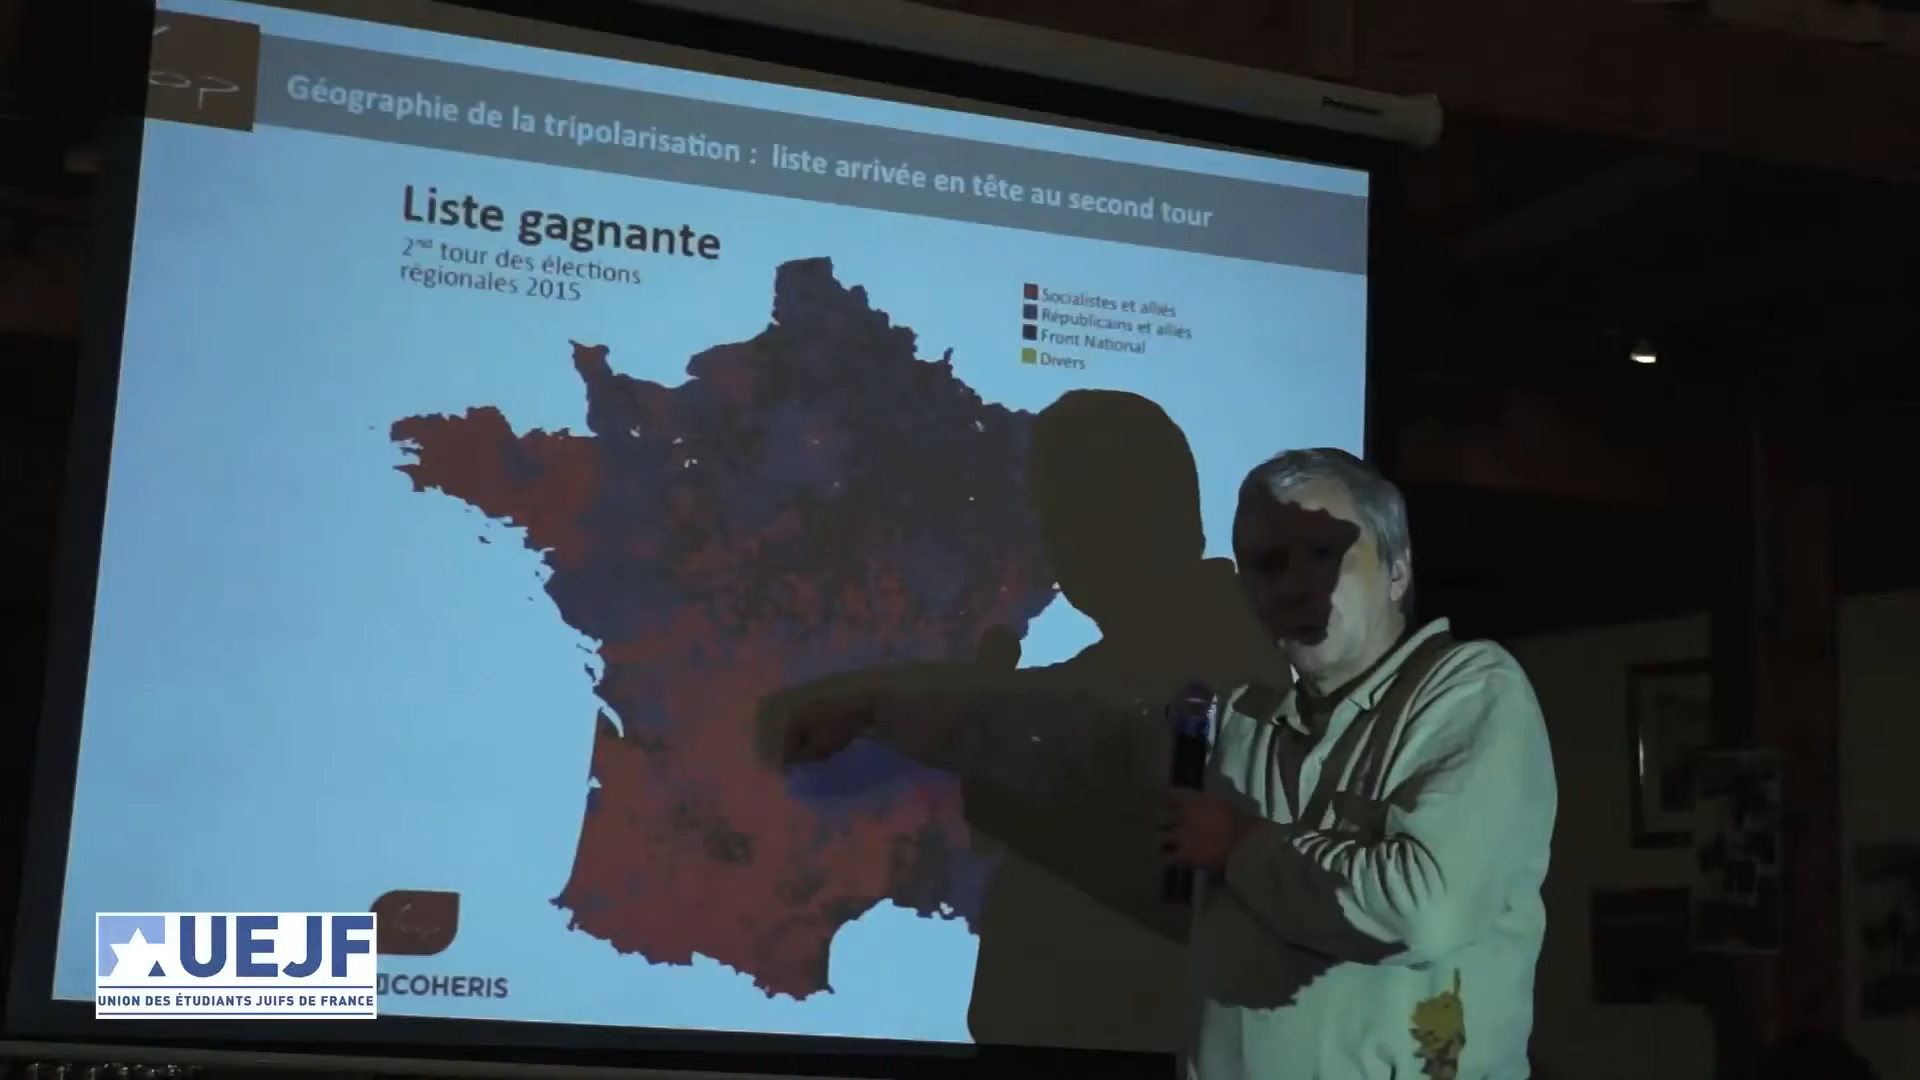 op
Géographie de la tripolarisation : liste arrivée en tête au second tour
Liste gagnante
2nd tour des élections
régionales 2015
Socialistes et alliés
Républicains et alliés
Front National
Divers
UEJF
UNION DES ÉTUDIANTS JUIFS DE FRANCE
COHERIS